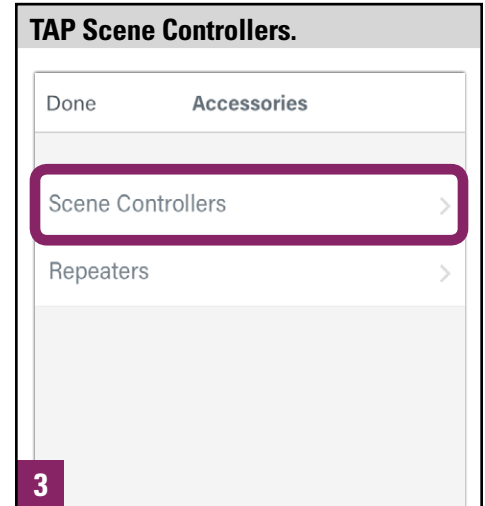 TAP Scene Controllers.
Done Accessories
Scene Controllers
Repeaters
3